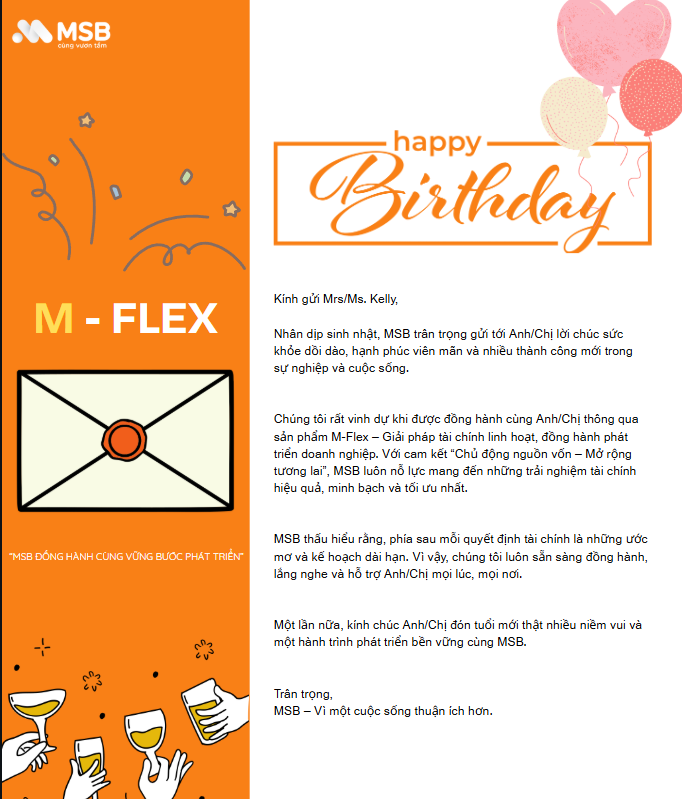 MSB
cùng vươn tầm
happy
Birthday
M - FLEX
"MSB ĐỒNG HÀNH CÙNG VỮNG BƯỚC PHÁT TRIỂN"
Kính gửi Mrs/Ms. Kelly,
Nhân dịp sinh nhật, MSB trân trọng gửi tới Anh/Chị lời chúc sức
khỏe dồi dào, hạnh phúc viên mãn và nhiều thành công mới trong
sự nghiệp và cuộc sống.
Chúng tôi rất vinh dự khi được đồng hành cùng Anh/Chị thông qua
sản phẩm M-Flex – Giải pháp tài chính linh hoạt, đồng hành phát
triển doanh nghiệp. Với cam kết “Chủ động nguồn vốn – Mở rộng
tương lai”, MSB luôn nỗ lực mang đến những trải nghiệm tài chính
hiệu quả, minh bạch và tối ưu nhất.
MSB thấu hiểu rằng, phía sau mỗi quyết định tài chính là những ước
mơ và kế hoạch dài hạn. Vì vậy, chúng tôi luôn sẵn sàng đồng hành,
lắng nghe và hỗ trợ Anh/Chị mọi lúc, mọi nơi.
Một lần nữa, kính chúc Anh/Chị đón tuổi mới thật nhiều niềm vui và
một hành trình phát triển bền vững cùng MSB.
Trân trọng,
MSB – Vì một cuộc sống thuận ích hơn.